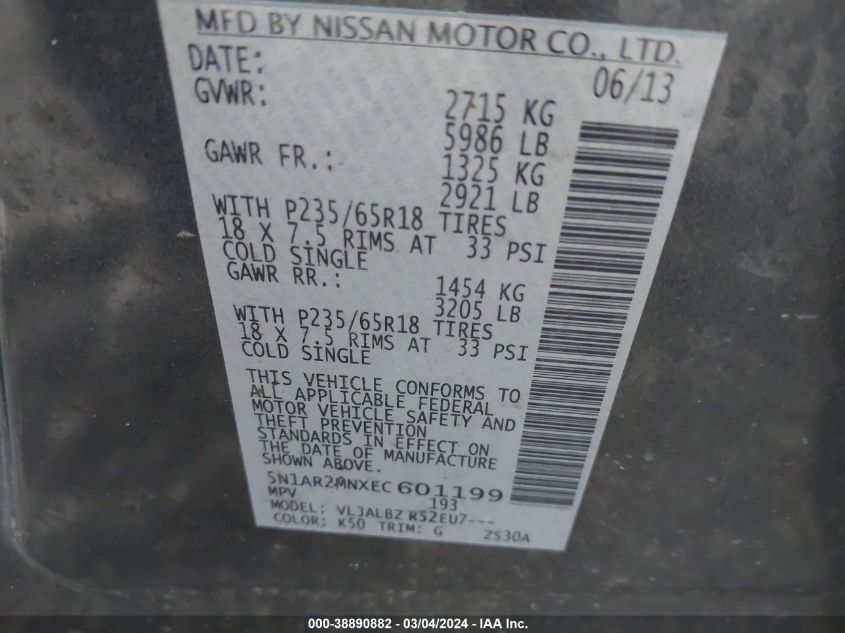 MFD BY NISSAN MOTOR CO., LTD.
DATE: 06/13
GVWR: 2715 KG
5986 LB
GAWR FR.: 1325 KG
2921 LB
WITH P235/65R18 TIRES
18 X 7.5 RIMS AT 33 PSI
COLD SINGLE
GAWR RR.: 1454 KG
3205 LB
WITH P235/65R18 TIRES
18 X 7.5 RIMS AT 33 PSI
COLD SINGLE
THIS VEHICLE CONFORMS TO
ALL APPLICABLE FEDERAL
MOTOR VEHICLE SAFETY AND
THEFT PREVENTION
STANDARDS IN EFFECT ON
THE DATE OF MANUFACTURE
SHOWN ABOVE.
5N1AR2MNXEC601199
MPV 193
MODEL: VLJALBZ R52EU7---
COLOR: K50 TRIM: G ZS30A
000-38890882 - 03/04/2024 - IAA Inc.